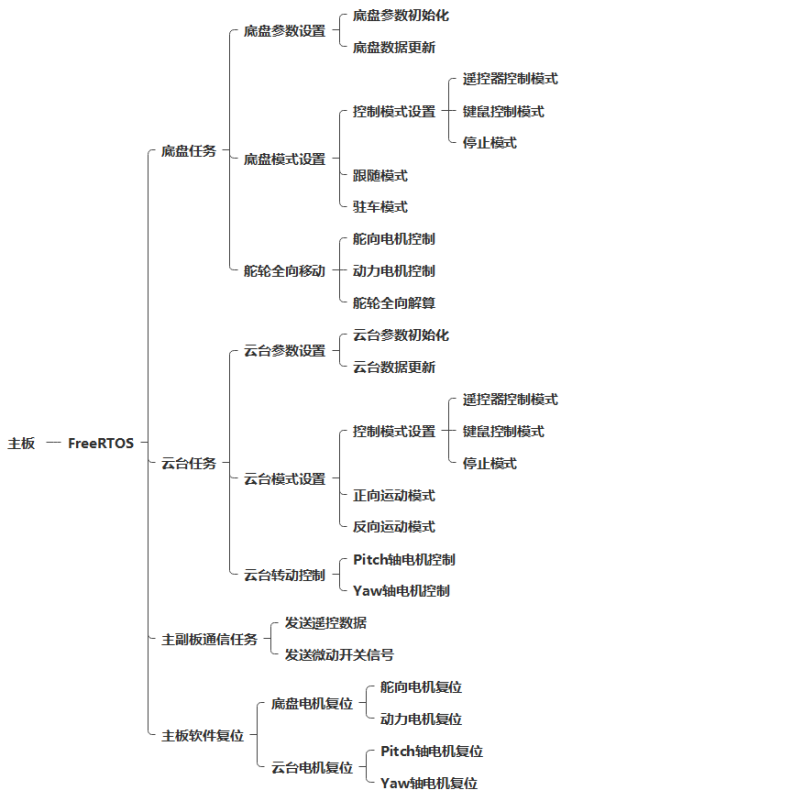 主板
FreeRTOS
底盘任务
底盘参数设置
底盘参数初始化
底盘数据更新
底盘模式设置
控制模式设置
遥控器控制模式
键鼠控制模式
停止模式
跟随模式
驻车模式
舵轮全向移动
舵向电机控制
动力电机控制
舵轮全向解算
云台任务
云台参数设置
云台参数初始化
云台数据更新
云台模式设置
控制模式设置
遥控器控制模式
键鼠控制模式
停止模式
正向运动模式
反向运动模式
云台转动控制
Pitch轴电机控制
Yaw轴电机控制
主副板通信任务
发送遥控数据
发送微动开关信号
主板软件复位
底盘电机复位
舵向电机复位
动力电机复位
云台电机复位
Pitch轴电机复位
Yaw轴电机复位